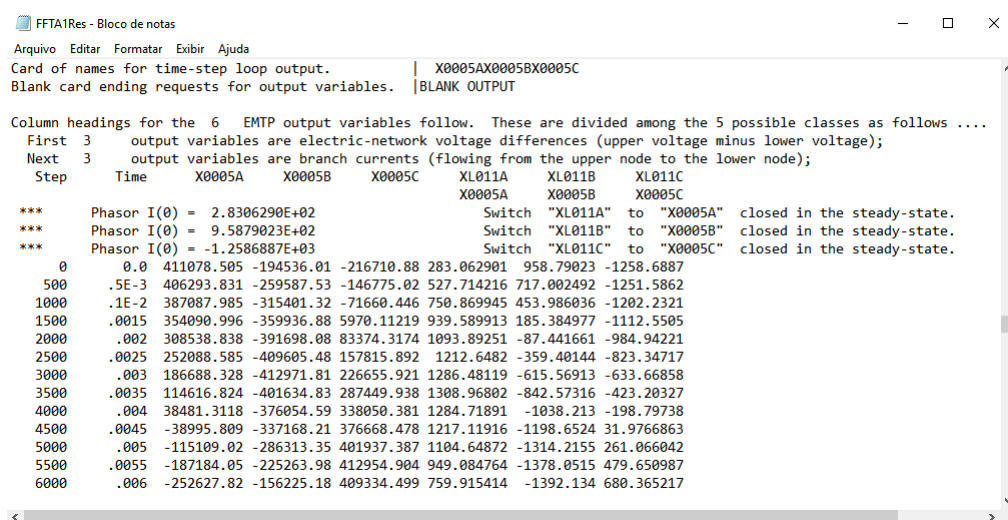 FFTA1Res - Bloco de notas
Arquivo Editar Formatar Exibir Ajuda
Card of names for time-step loop output. | X0005AX0005BX0005C
Blank card ending requests for output variables. |BLANK OUTPUT
Column headings for the 6 EMTP output variables follow. These are divided among the 5 possible classes as follows ....
First 3 output variables are electric-network voltage differences (upper voltage minus lower voltage);
Next 3 output variables are branch currents (flowing from the upper node to the lower node);
Step Time X0005A X0005B X0005C XL011A XL011B XL011C
X0005A X0005B X0005C
*** Phasor I(0) = 2.8306290E+02 Switch "XL011A" to "X0005A" closed in the steady-state.
*** Phasor I(0) = 9.5879023E+02 Switch "XL011B" to "X0005B" closed in the steady-state.
*** Phasor I(0) = -1.2586887E+03 Switch "XL011C" to "X0005C" closed in the steady-state.
0 0.0 411078.505 -194536.01 -216710.88 283.062901 958.79023 -1258.6887
500 .5E-3 406293.831 -259587.53 -146775.02 527.714216 717.002492 -1251.5862
1000 .1E-2 387087.985 -315401.32 -71660.446 750.869945 453.986036 -1202.2321
1500 .0015 354090.996 -359936.88 5970.11219 939.589913 185.384977 -1112.5505
2000 .002 308538.838 -391698.08 83374.3174 1093.89251 -87.441661 -984.94221
2500 .0025 252088.585 -409605.48 157815.892 1212.6482 -359.40144 -823.34717
3000 .003 186688.328 -412971.81 226655.921 1286.48119 -615.56913 -633.66858
3500 .0035 114616.824 -401634.83 287449.938 1308.96802 -842.57316 -423.20327
4000 .004 38481.3118 -376054.59 338050.381 1284.71891 -1038.213 -198.79738
4500 .0045 -38995.809 -337168.21 376668.478 1217.11916 -1198.6524 31.9766863
5000 .005 -115109.02 -286313.35 401937.387 1104.64872 -1314.2155 261.066042
5500 .0055 -187184.05 -225263.98 412954.904 949.084764 -1378.0515 479.650987
6000 .006 -252627.82 -156225.18 409334.499 759.915414 -1392.134 680.365217